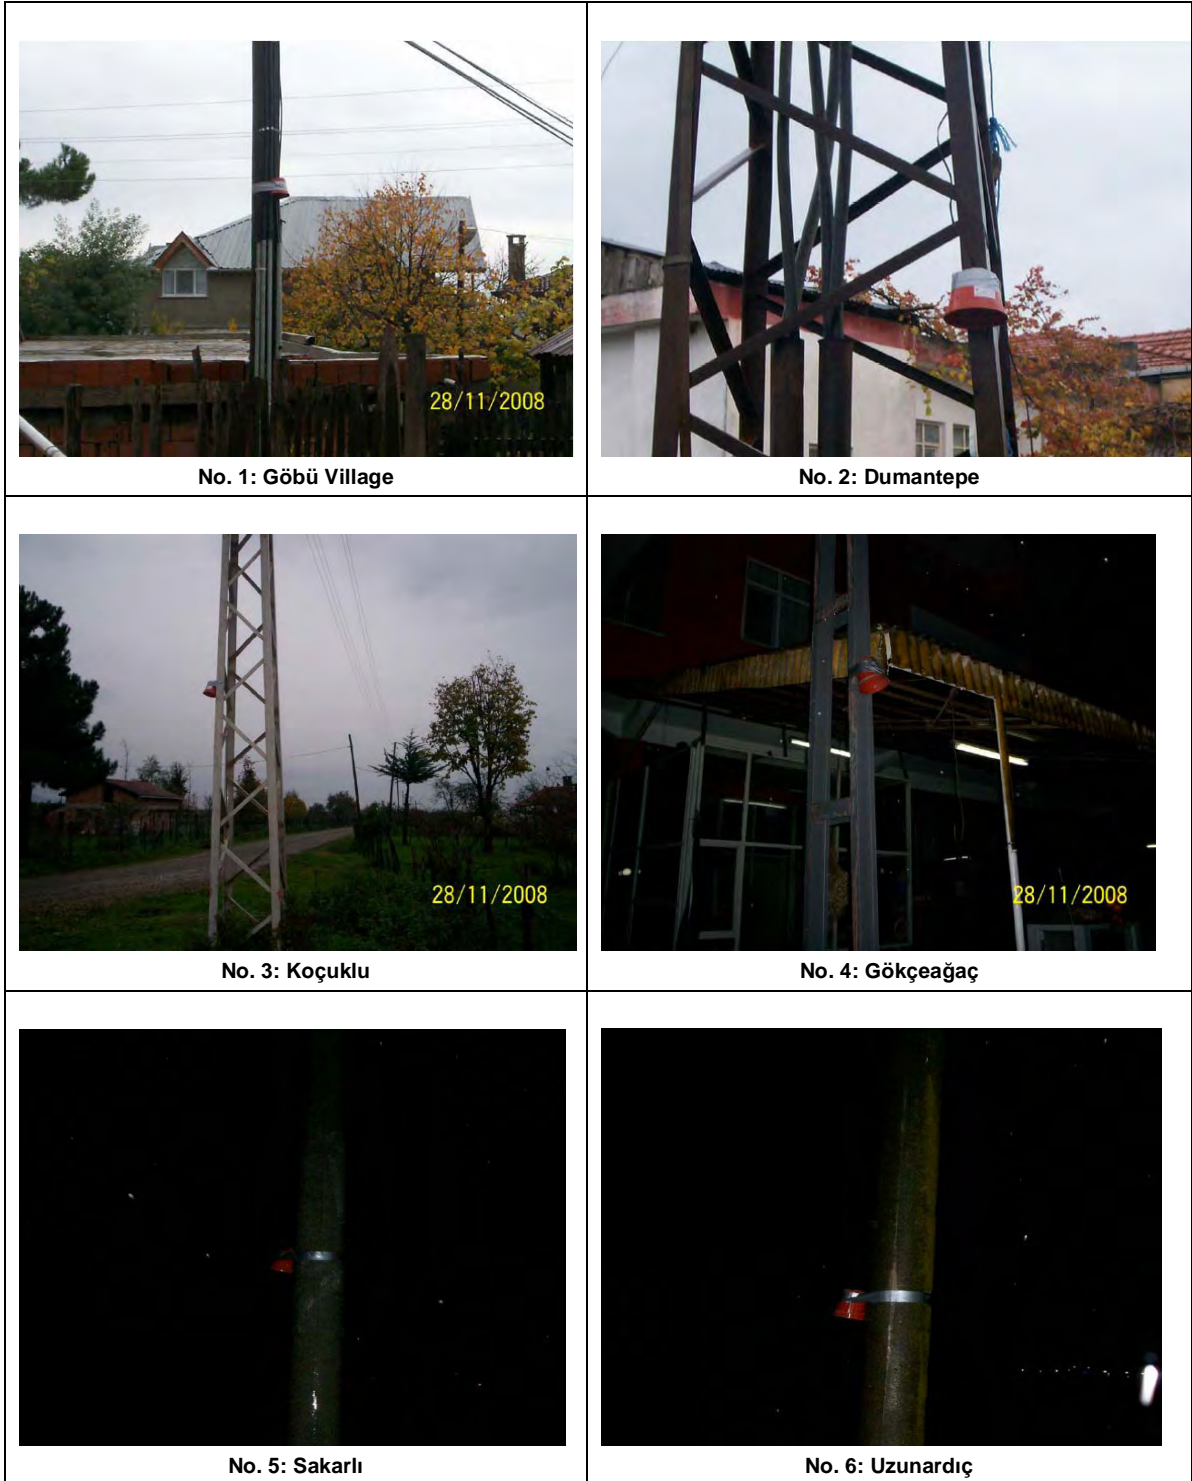 28/11/2008
No. 1: Göbü Village
No. 2: Dumantepe
28/11/2008
No. 3: Koçuklu
28/11/2008
No. 4: Gökçeağaç
No. 5: Sakarlı
No. 6: Uzunardıç